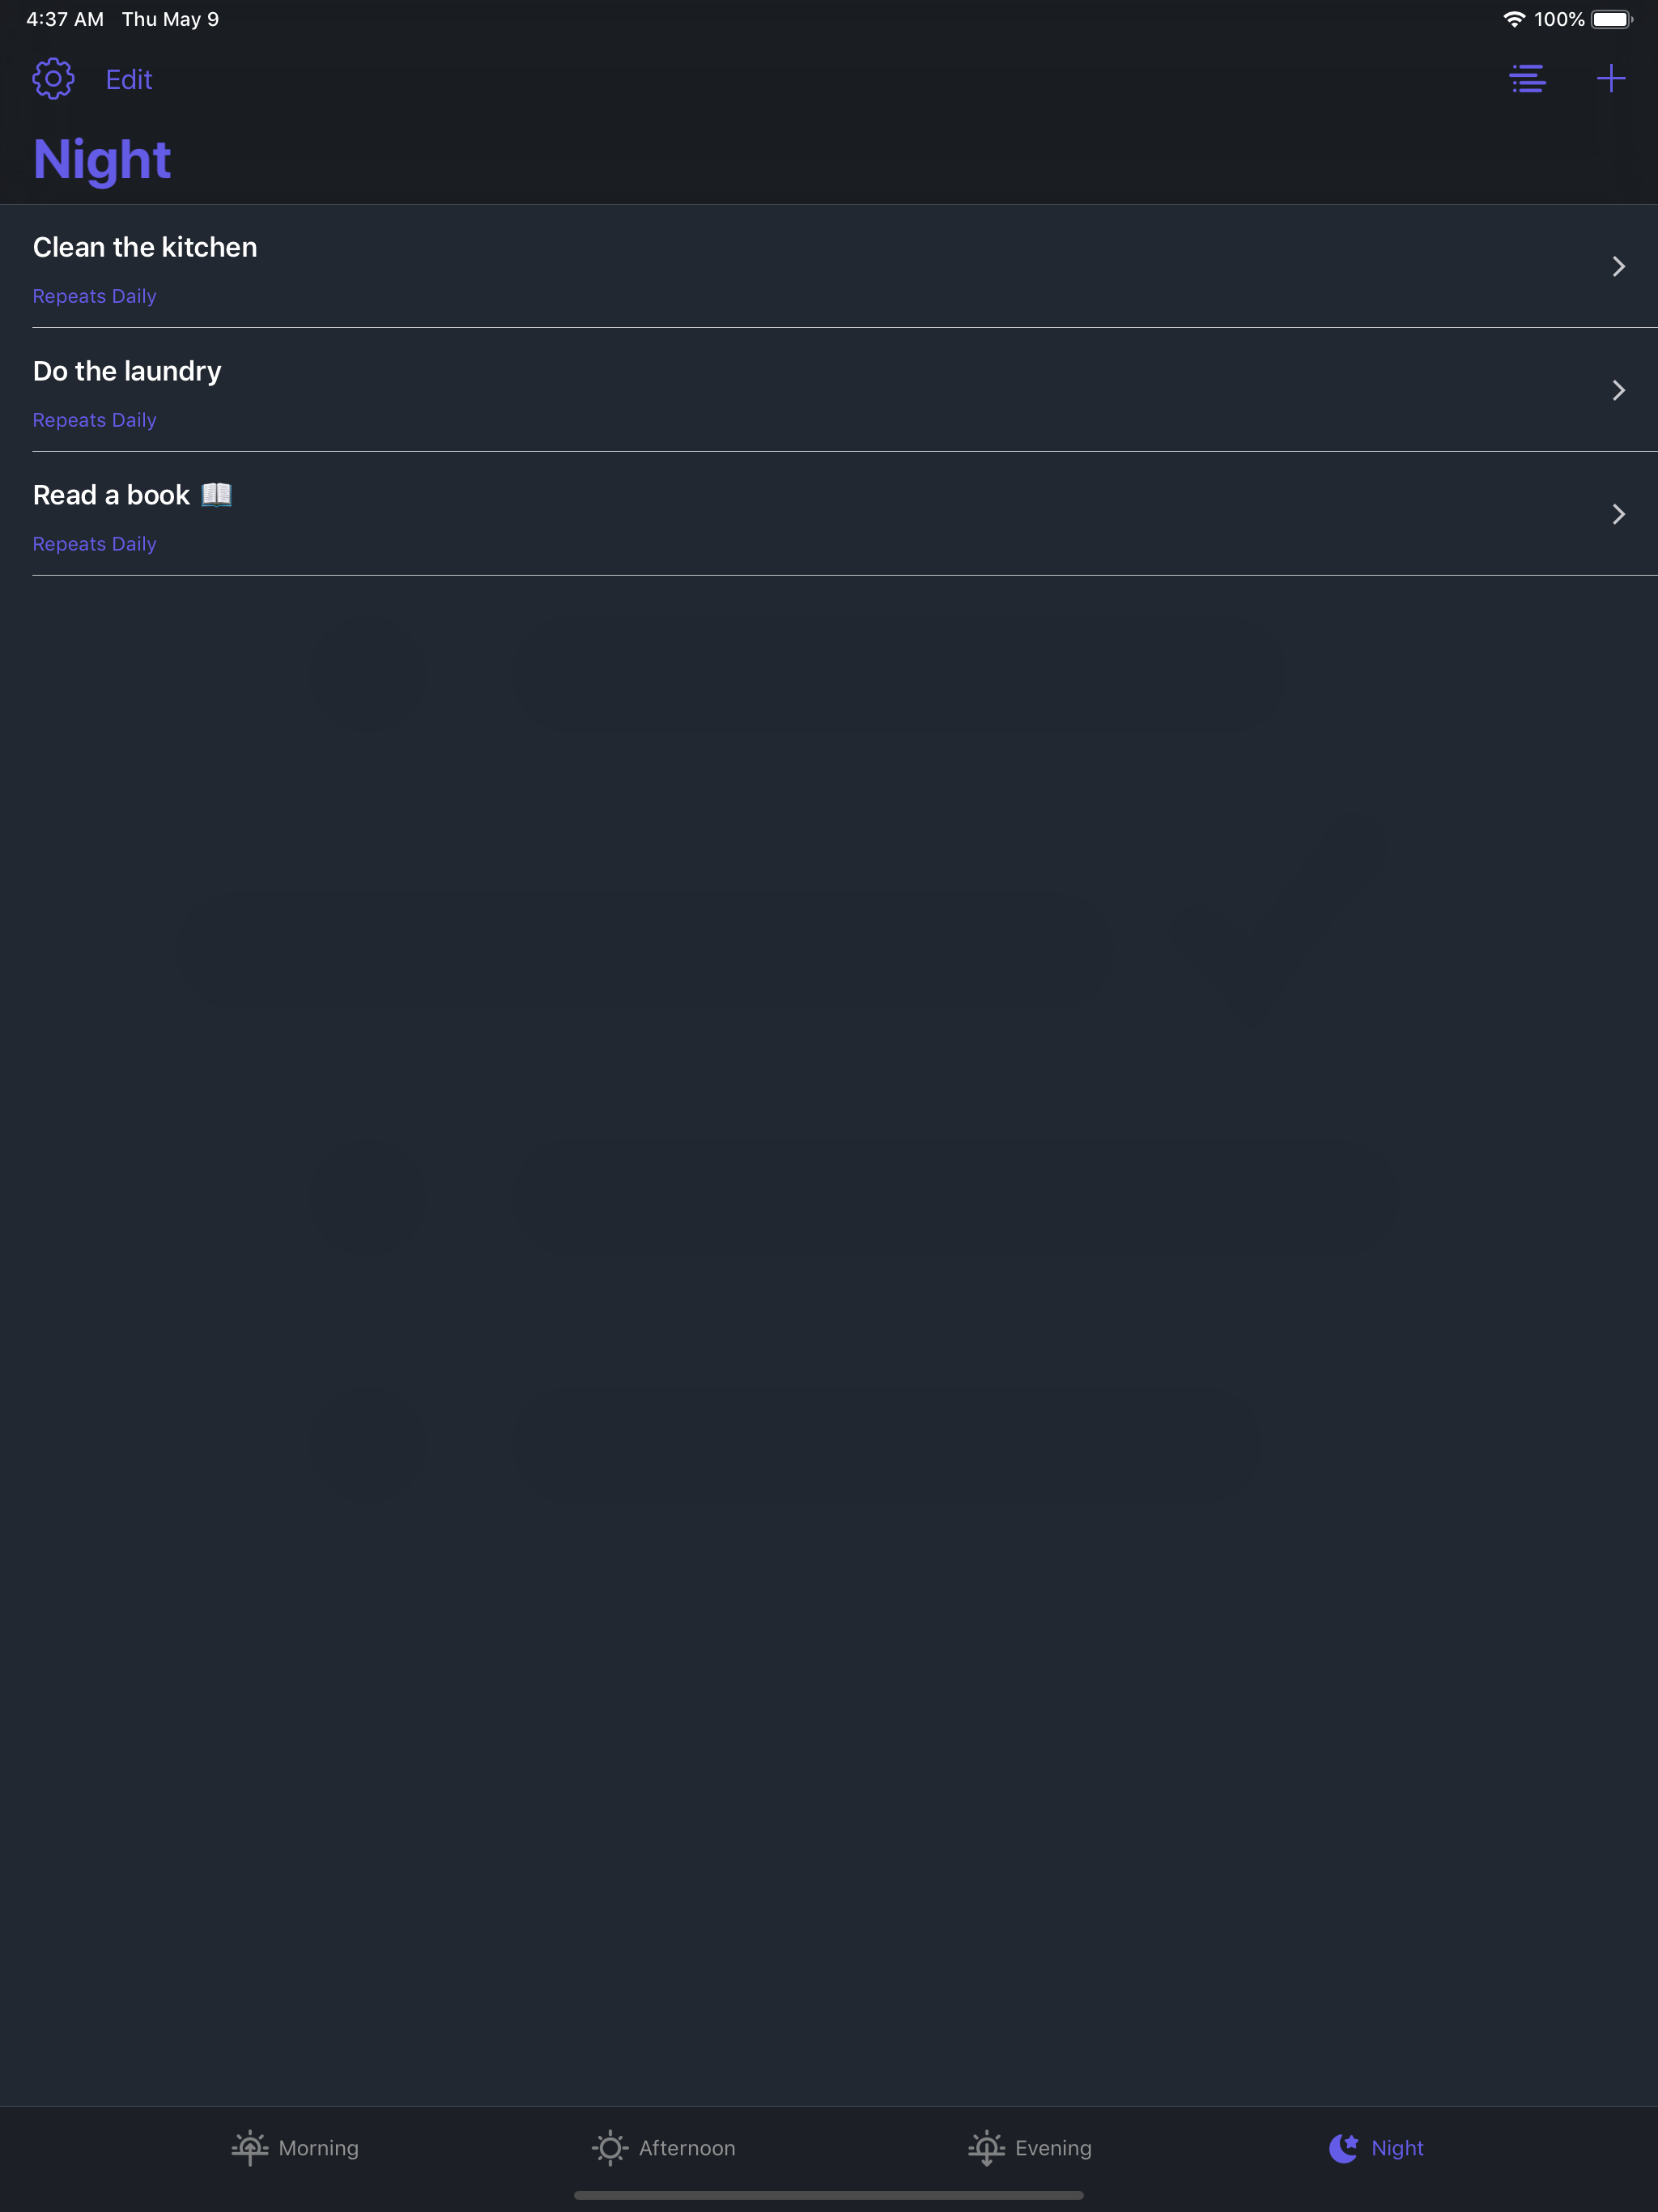 4:37 AM Thu May 9 100%
Edit
Night
Clean the kitchen
Repeats Daily
Do the laundry
Repeats Daily
Read a book 📖
Repeats Daily
Morning Afternoon Evening Night